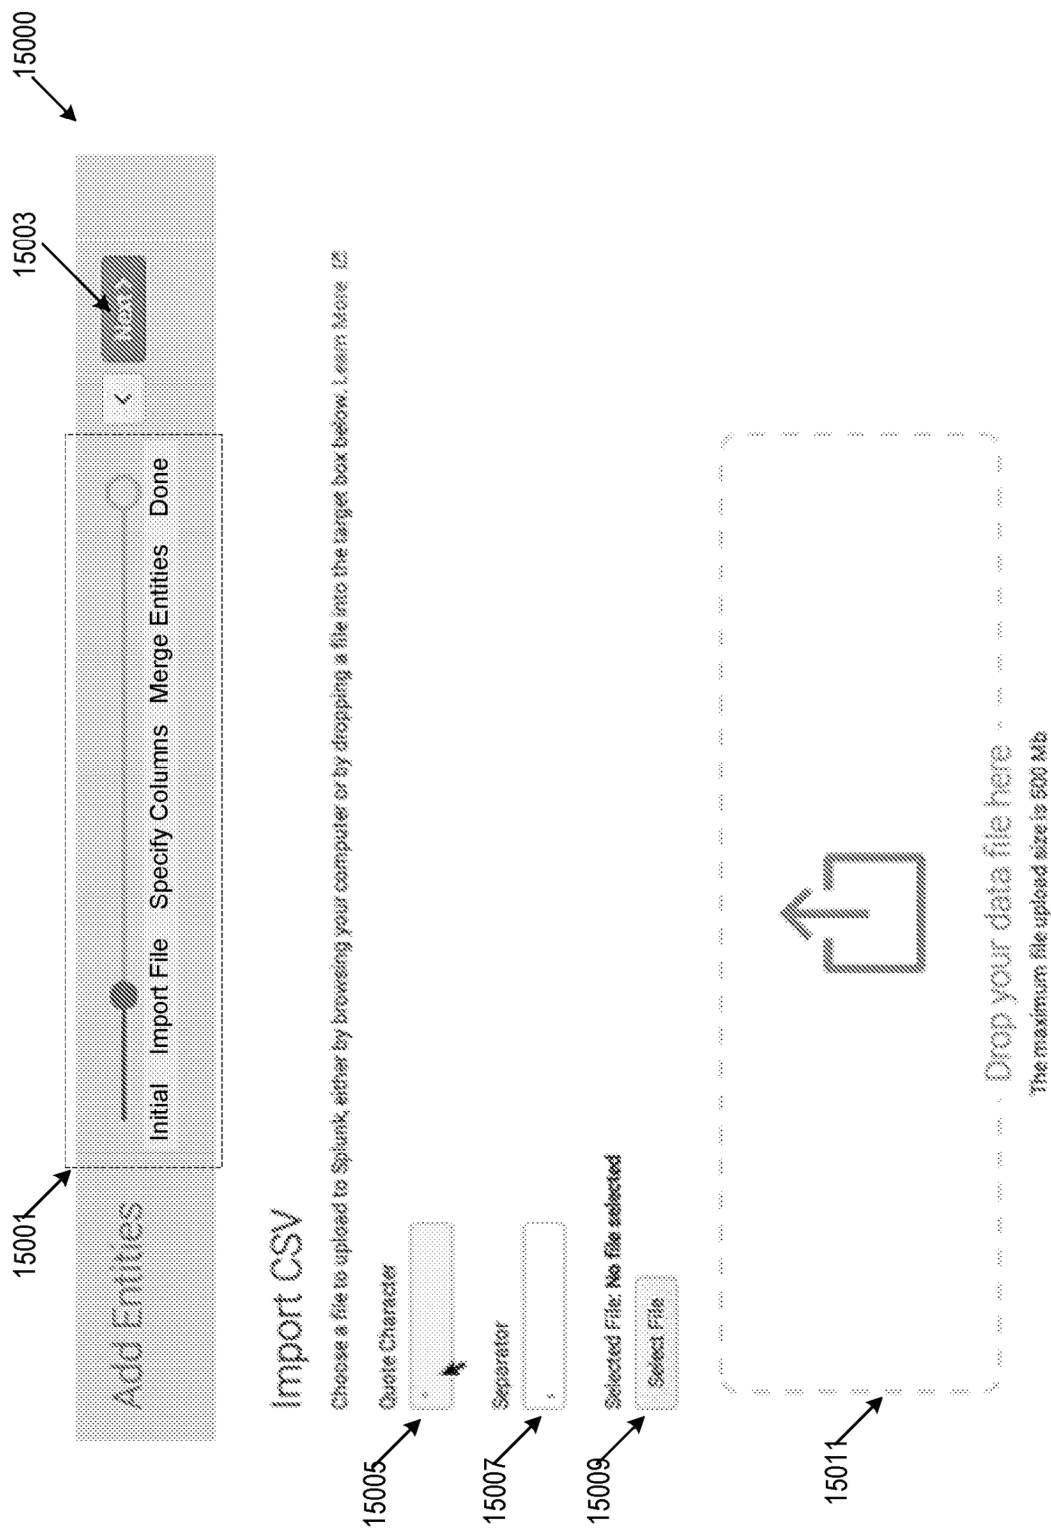 15000
15001
15003
Add Entities
Initial Import File Specify Columns Merge Entities Done
< Next >
Import CSV
Choose a file to upload to Splunk, either by browsing your computer or by dropping a file into the target box below. Learn More
15005
Quote Character
15007
Separator
,
15009
Selected File: No file selected
Select File
15011
Drop your data file here
The maximum file upload size is 500 Mb